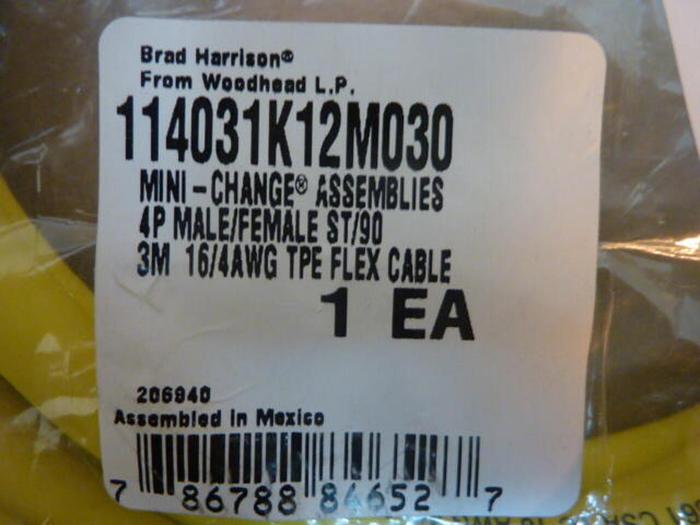 Brad Harrison®
From Woodhead L.P.
114031K12M030
MINI-CHANGE® ASSEMBLIES
4P MALE/FEMALE ST/90
3M 16/4AWG TPE FLEX CABLE
1 EA
206940
Assembled in Mexico
7 86788 84652 7